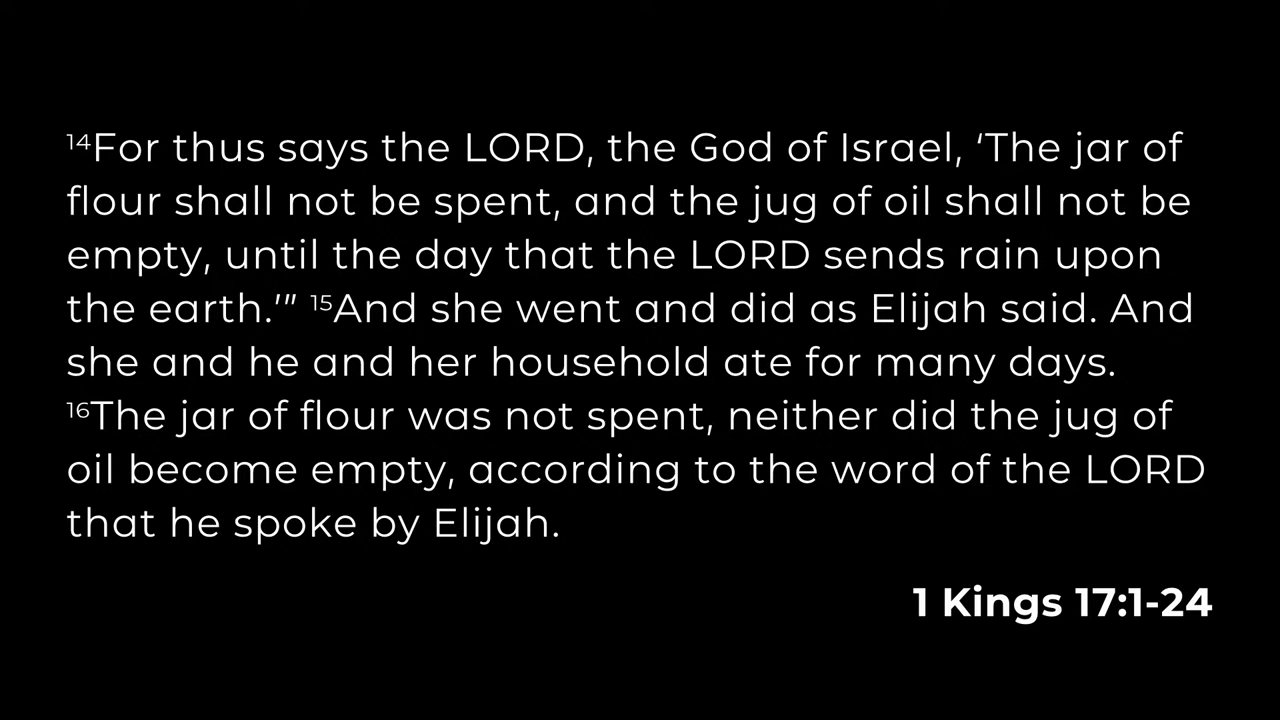 ¹⁴For thus says the LORD, the God of Israel, ‘The jar of
flour shall not be spent, and the jug of oil shall not be
empty, until the day that the LORD sends rain upon
the earth.’” ¹⁵And she went and did as Elijah said. And
she and he and her household ate for many days.
¹⁶The jar of flour was not spent, neither did the jug of
oil become empty, according to the word of the LORD
that he spoke by Elijah.
1 Kings 17:1-24